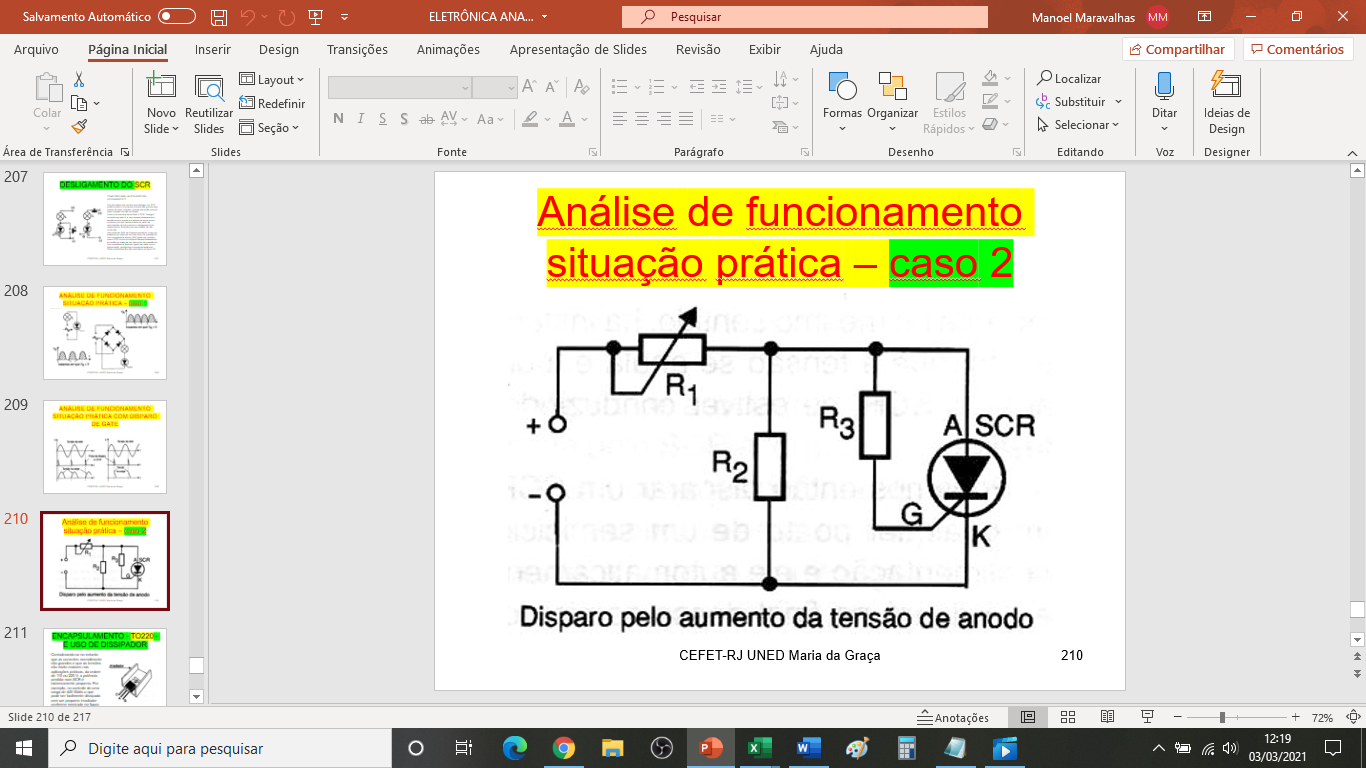 Salvamento Automático
ELETRÔNICA ANA...
Pesquisar
Manoel Maravalhas
MM
Arquivo
Página Inicial
Inserir
Design
Transições
Animações
Apresentação de Slides
Revisão
Exibir
Ajuda
Compartilhar
Comentários
Colar
Novo Slide
Reutilizar Slides
Layout
Redefinir
Seção
N I S S ab AV Aa A
Formas
Organizar
Estilos Rápidos
Localizar
Substituir
Selecionar
Ditar
Ideias de Design
Área de Transferência
Slides
Fonte
Parágrafo
Desenho
Editando
Voz
Designer
207
DESLIGAMENTO DO SCR
208
ANÁLISE DE FUNCIONAMENTO
SITUAÇÃO PRÁTICA –
209
ANÁLISE DE FUNCIONAMENTO
SITUAÇÃO PRÁTICA COM DISPARO
DE GATE
210
Análise de funcionamento
situação prática – caso 2
Disparo pelo aumento da tensão de anodo
211
ENCAPSULAMENTO - TO220 -
E USO DE DISSIPADOR
Análise de funcionamento
situação prática – caso 2
R1
+
R3
A SCR
R2
-
G
K
Disparo pelo aumento da tensão de anodo
CEFET-RJ UNED Maria da Graça
210
Slide 210 de 217
Anotações
72%
Digite aqui para pesquisar
12:19
03/03/2021